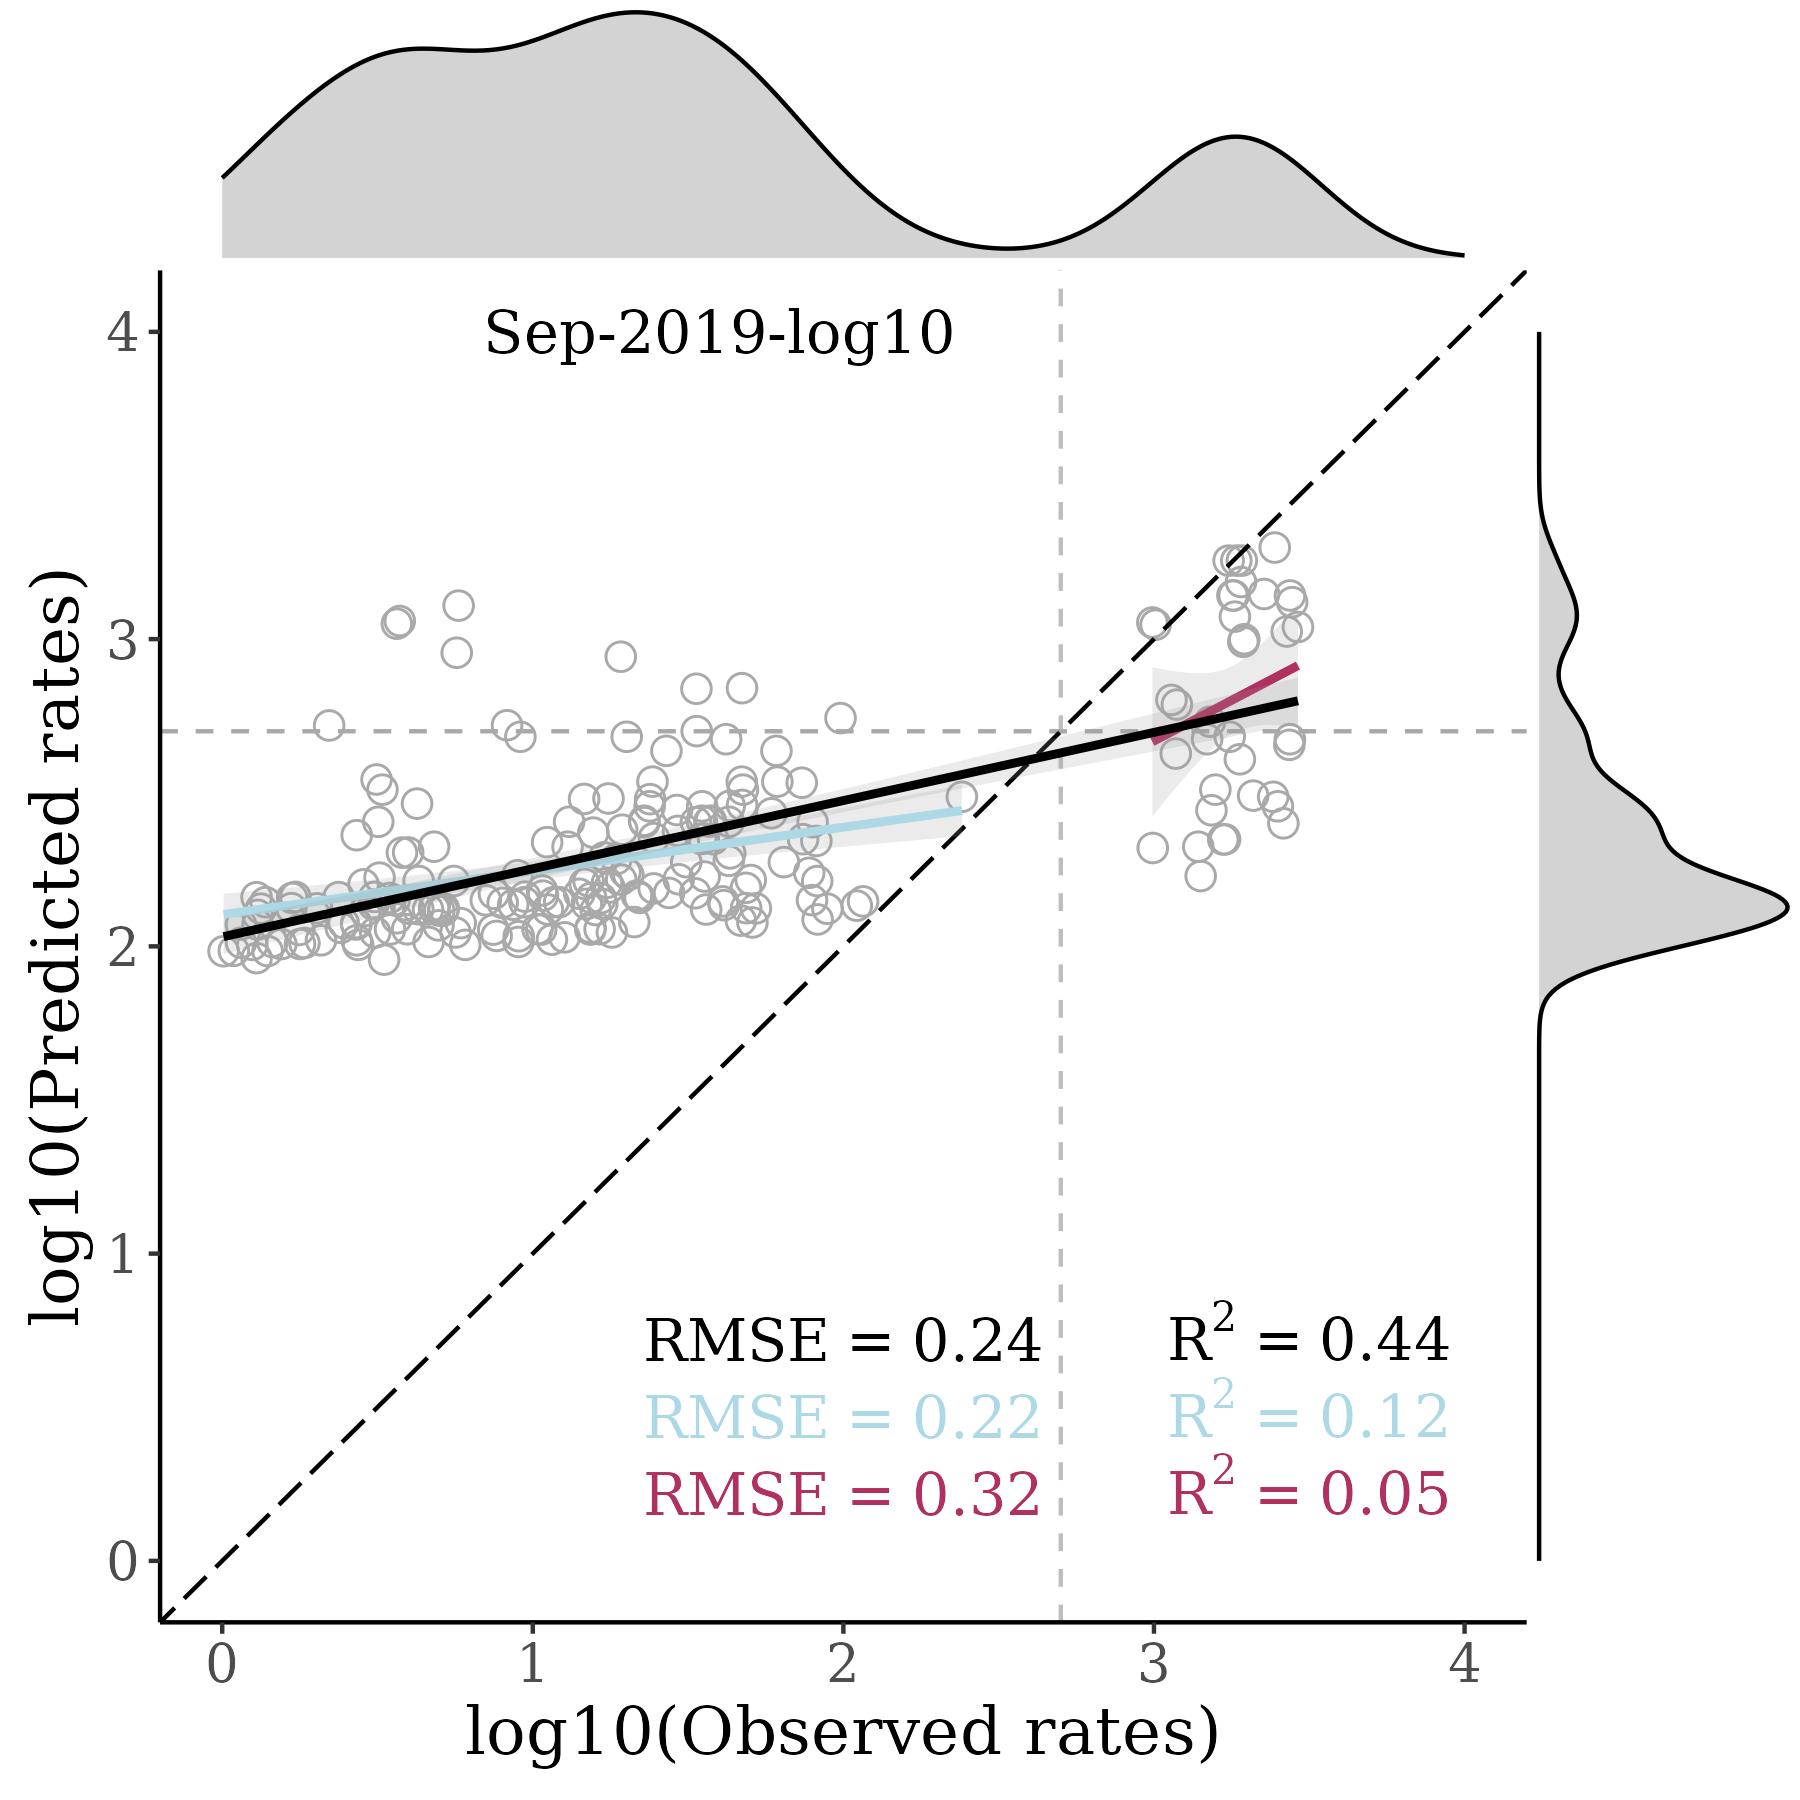 Sep-2019-log10
4
3
2
1
0
log10(Predicted rates)
RMSE = 0.24 R² = 0.44
RMSE = 0.22 R² = 0.12
RMSE = 0.32 R² = 0.05
0 1 2 3 4
log10(Observed rates)